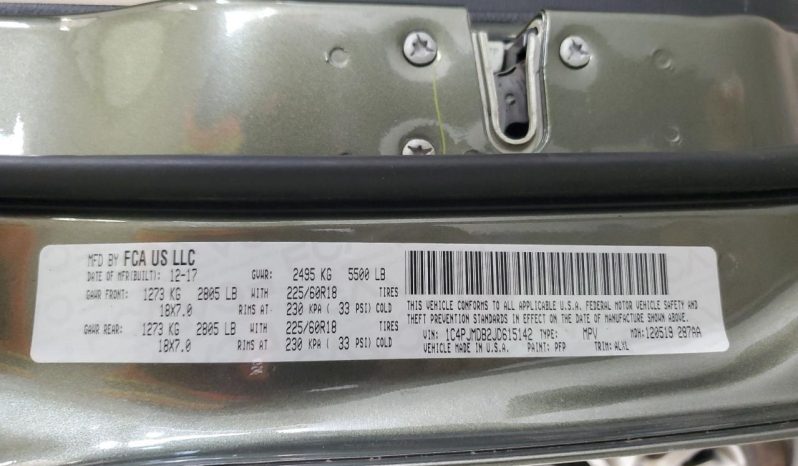 MFD BY FCA US LLC
DATE OF MFR(BUILT): 12-17 GVWR: 2495 KG 5500 LB
GAWR FRONT: 1273 KG 2805 LB WITH 225/60R18 TIRES
18X7.0 RIMS AT 230 KPA ( 33 PSI) COLD
GAWR REAR: 1273 KG 2805 LB WITH 225/60R18 TIRES
18X7.0 RIMS AT 230 KPA ( 33 PSI) COLD
THIS VEHICLE CONFORMS TO ALL APPLICABLE U.S.A. FEDERAL MOTOR VEHICLE SAFETY AND
THEFT PREVENTION STANDARDS IN EFFECT ON THE DATE OF MANUFACTURE SHOWN ABOVE.
VIN: 1C4PJMDB2JD615142 TYPE: MPV MDH: 120519 287AA
VEHICLE MADE IN U.S.A. PAINT: PFP TRIM: ALXL